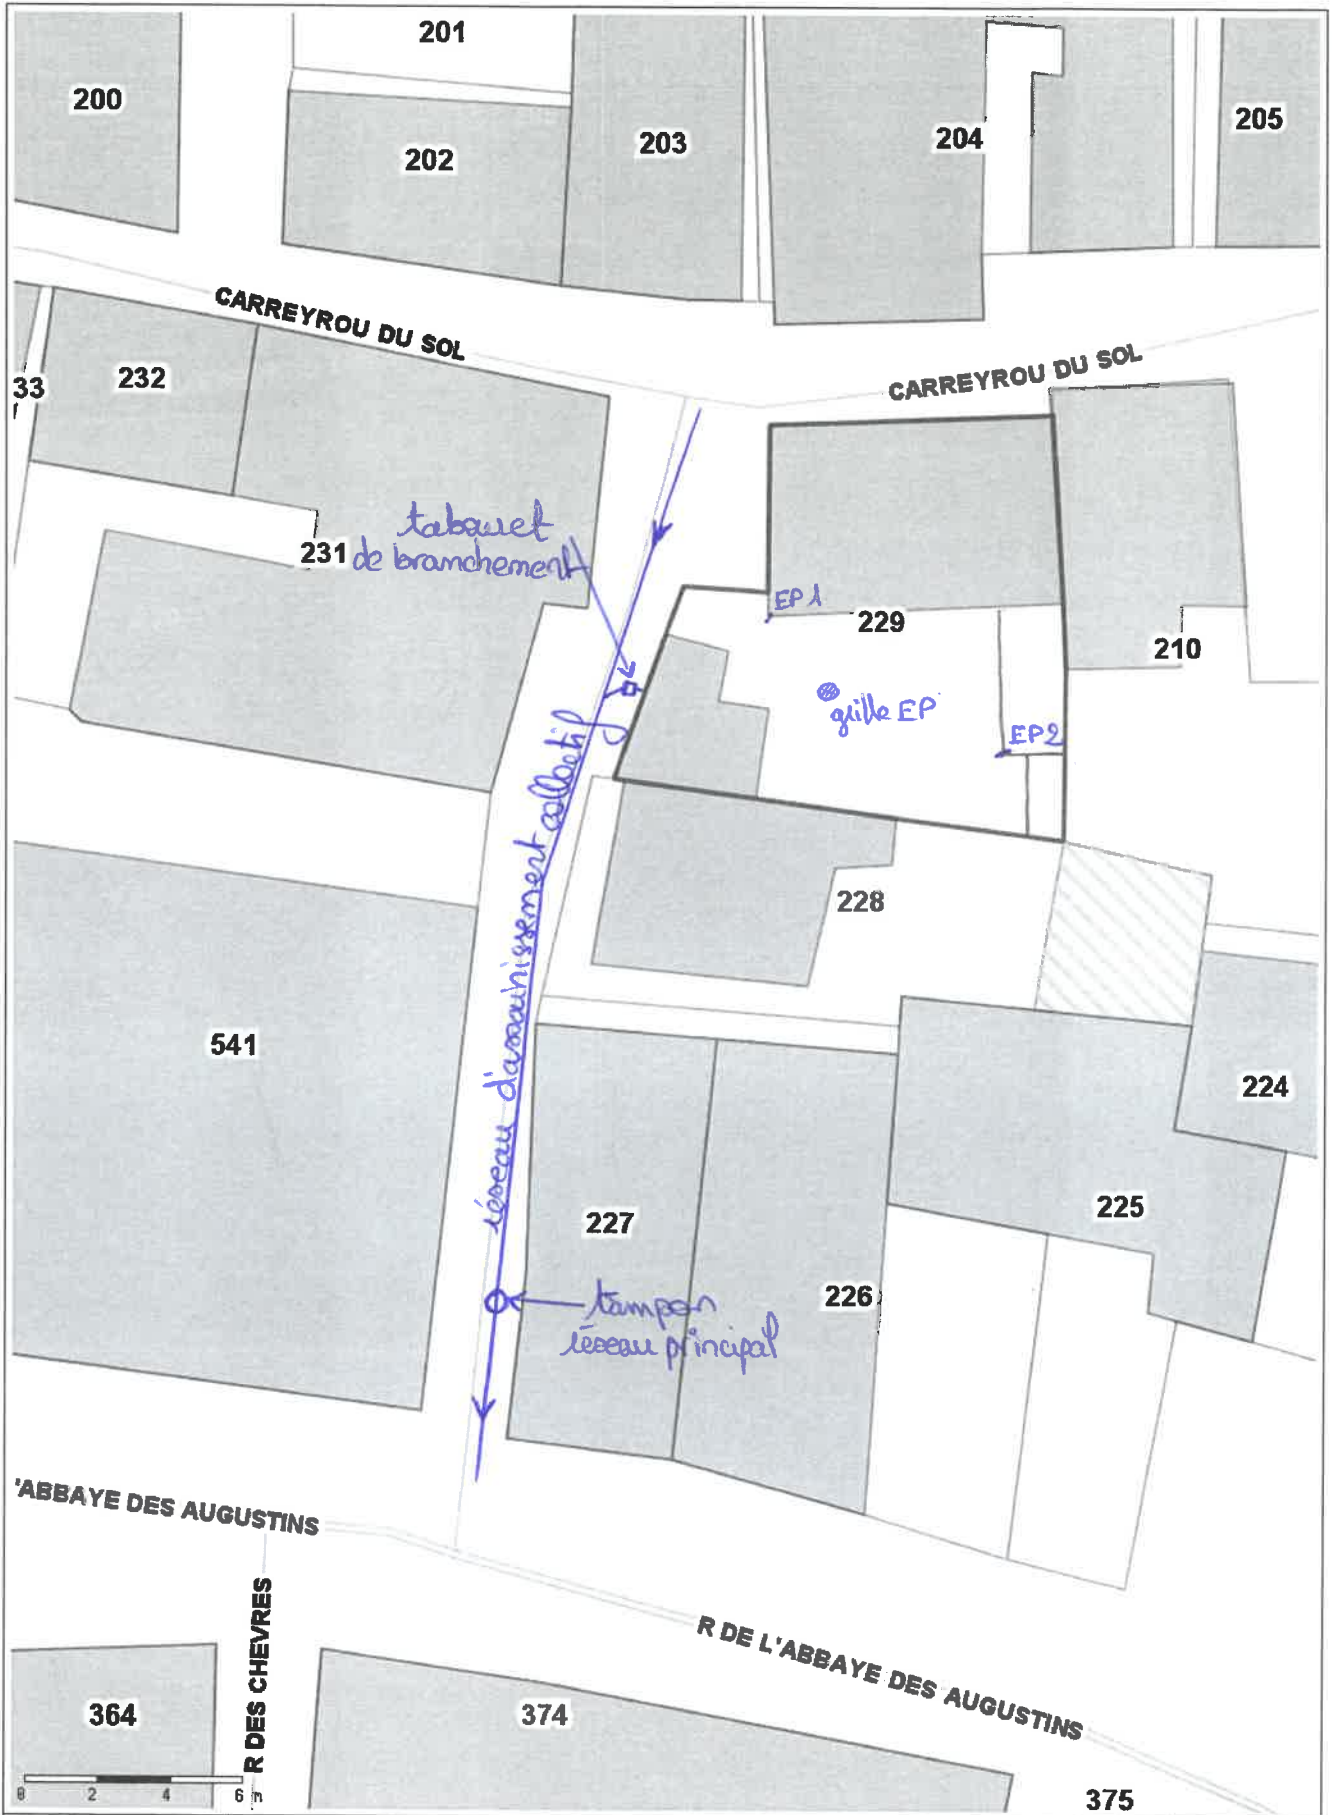 201
200
202
203
204
205
CARREYROU DU SOL
CARREYROU DU SOL
33
232
231
tabouret
de branchement
EP1
229
210
grille EP
EP2
réseau d'assainissement collectif
228
541
224
227
225
226
tampon
réseau principal
'ABBAYE DES AUGUSTINS
R DES CHEVRES
R DE L'ABBAYE DES AUGUSTINS
364
374
375
0 2 4 6 m